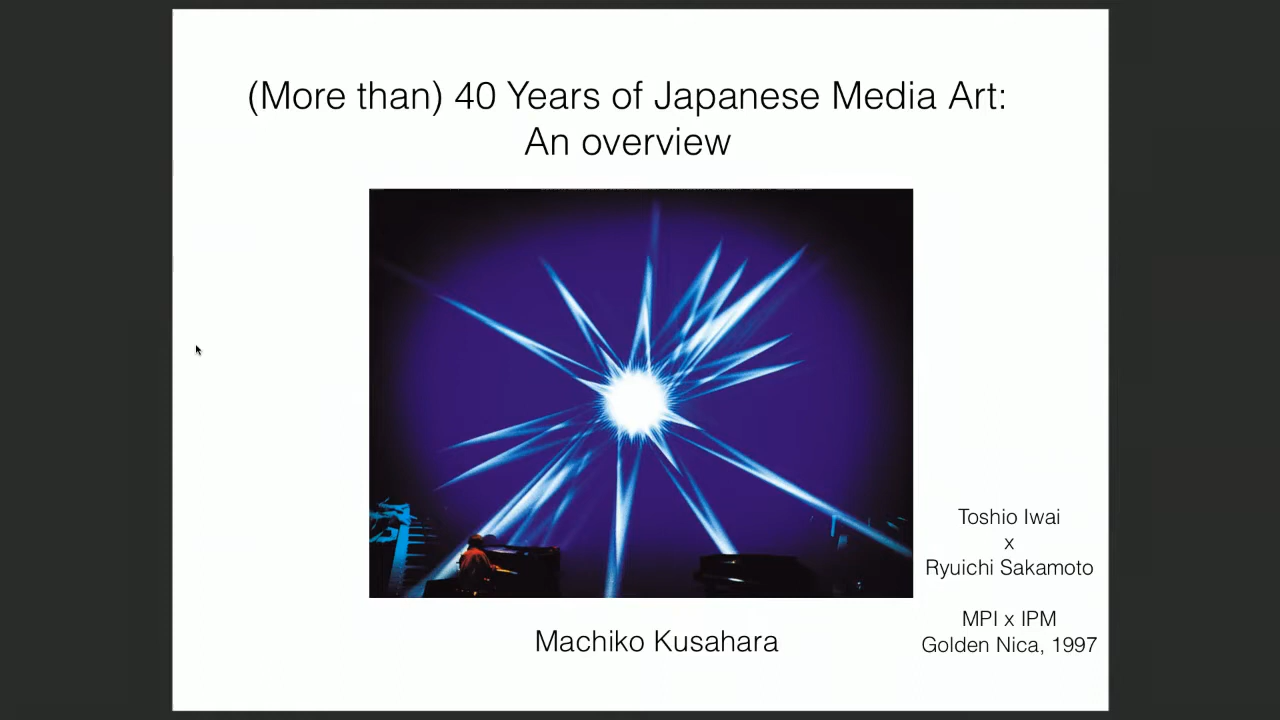 (More than) 40 Years of Japanese Media Art:
An overview
Toshio Iwai
x
Ryuichi Sakamoto
MPI x IPM
Golden Nica, 1997
Machiko Kusahara